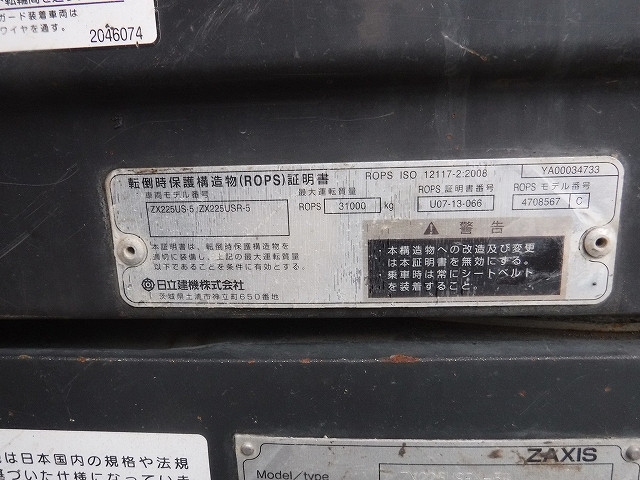 ガード装着車両は
ワイヤを通す。
2046074
転倒時保護構造物(ROPS)証明書
ROPS ISO 12117-2:2008
YA00034733
車両モデル番号
最大運転質量
ROPS 証明書番号
ROPS モデル番号
ZX225US-5,ZX225USR-5
ROPS 31000 kg
U07-13-066
4708567 C
本証明書は、転倒時保護構造物を
適切に装備し、上記の最大運転質量
以下であることを条件に有効とする。
日立建機株式会社
茨城県土浦市神立町650番地
警告
本構造物への改造及び変更
は本証明書を無効にする。
乗車時は常にシートベルト
を装着すること。
は日本国内の規格や法規
基づいた仕様になっていま
ZAXIS
Model/type